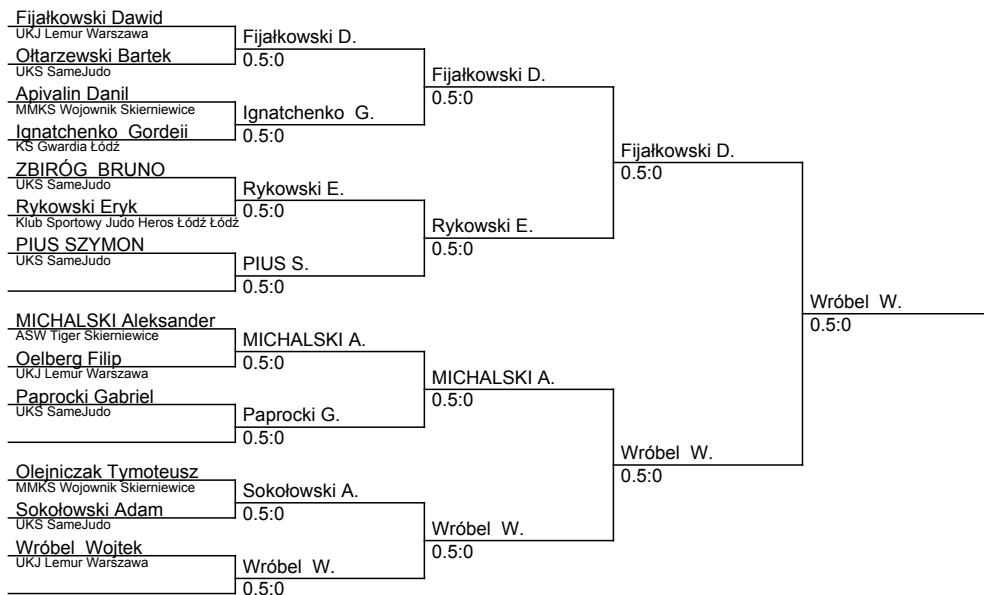 Fijałkowski Dawid
UKJ Lemur Warszawa
Ołtarzewski Bartek
UKS SameJudo
Apivalin Danil
MMKS Wojownik Skierniewice
Ignatchenko Gordeii
KS Gwardia Łódź
ZBIRÓG BRUNO
UKS SameJudo
Rykowski Eryk
Klub Sportowy Judo Heros Łódź Łódź
PIUS SZYMON
UKS SameJudo
MICHALSKI Aleksander
ASW Tiger Skierniewice
Oelberg Filip
UKJ Lemur Warszawa
Paprocki Gabriel
UKS SameJudo
Olejniczak Tymoteusz
MMKS Wojownik Skierniewice
Sokołowski Adam
UKS SameJudo
Wróbel Wojtek
UKJ Lemur Warszawa
Fijałkowski D.
0.5:0
Ignatchenko G.
0.5:0
Rykowski E.
0.5:0
PIUS S.
0.5:0
MICHALSKI A.
0.5:0
Paprocki G.
0.5:0
Sokołowski A.
0.5:0
Wróbel W.
0.5:0
Fijałkowski D.
0.5:0
Rykowski E.
0.5:0
MICHALSKI A.
0.5:0
Wróbel W.
0.5:0
Fijałkowski D.
0.5:0
Wróbel W.
0.5:0
Wróbel W.
0.5:0